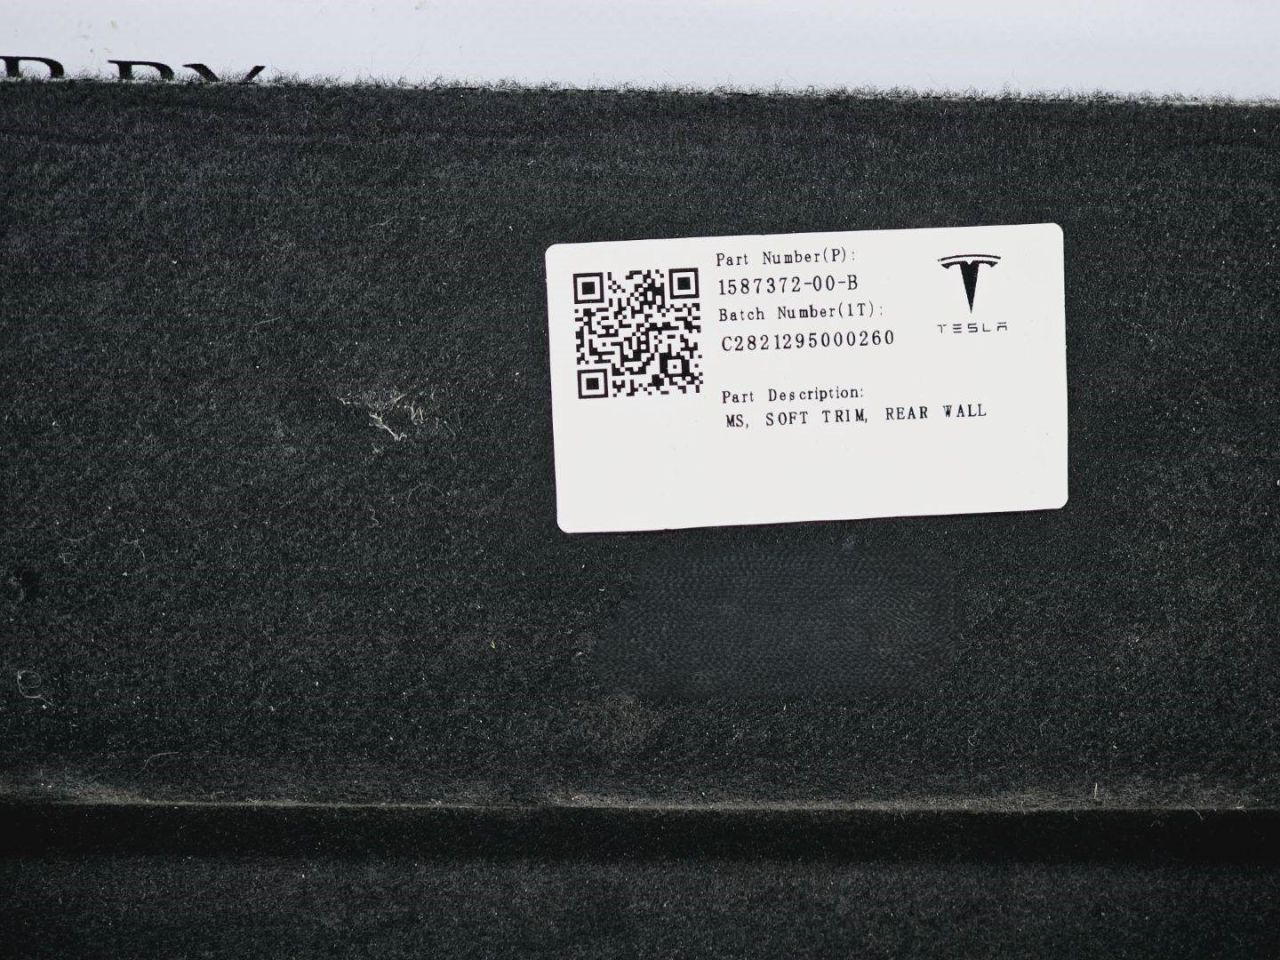 Part Number(P):
1587372-00-B
Batch Number(1T):
C2821295000260
TESLA
Part Description:
MS, SOFT TRIM, REAR WALL